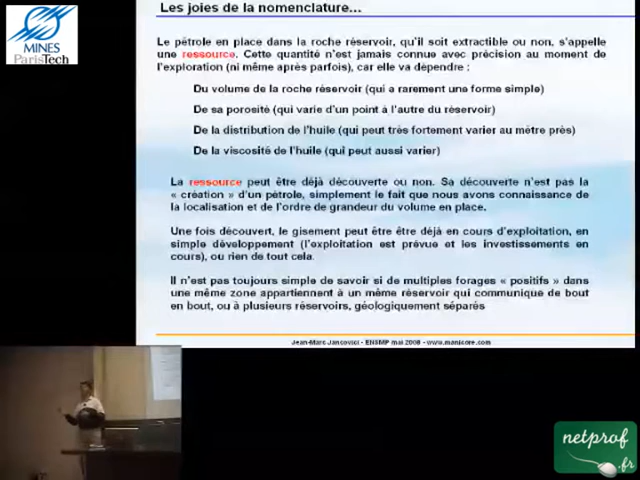 Les joies de la nomenclature...
MINES
ParisTech
Le pétrole en place dans la roche réservoir, qu'il soit extractible ou non, s'appelle
une ressource. Cette quantité n'est jamais connue avec précision au moment de
l'exploration (ni même après parfois), car elle va dépendre :
Du volume de la roche réservoir (qui a rarement une forme simple)
De sa porosité (qui varie d'un point à l'autre du réservoir)
De la distribution de l'huile (qui peut très fortement varier au mètre près)
De la viscosité de l'huile (qui peut aussi varier)
La ressource peut être déjà découverte ou non. Sa découverte n'est pas la
« création » d'un pétrole, simplement le fait que nous avons connaissance de
la localisation et de l'ordre de grandeur du volume en place.
Une fois découvert, le gisement peut être être déjà en cours d'exploitation, en
simple développement (l'exploitation est prévue et les investissements en
cours), ou rien de tout cela.
Il n'est pas toujours simple de savoir si de multiples forages « positifs » dans
une même zone appartiennent à un même réservoir qui communique de bout
en bout, ou à plusieurs réservoirs, géologiquement séparés
Jean-Marc Jancovici - ENSMP mai 2008 - www.manicore.com
netprof
.fr